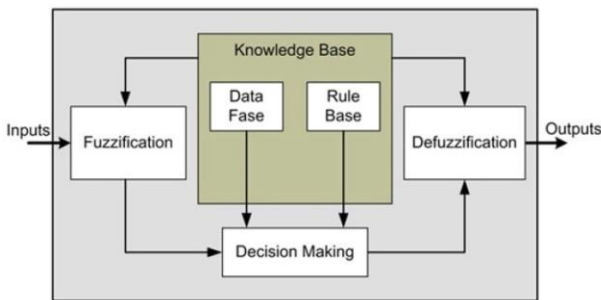 Knowledge Base
Data
Fase
Rule
Base
Inputs
Fuzzification
Defuzzification
Outputs
Decision Making